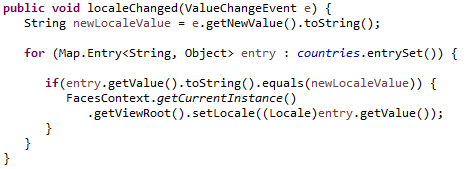 public void localeChanged(ValueChangeEvent e) {
    String newLocaleValue = e.getNewValue().toString();

    for (Map.Entry<String, Object> entry : countries.entrySet()) {

        if(entry.getValue().toString().equals(newLocaleValue)) {
            FacesContext.getCurrentInstance()
                .getViewRoot().setLocale((Locale)entry.getValue());
        }
    }
}